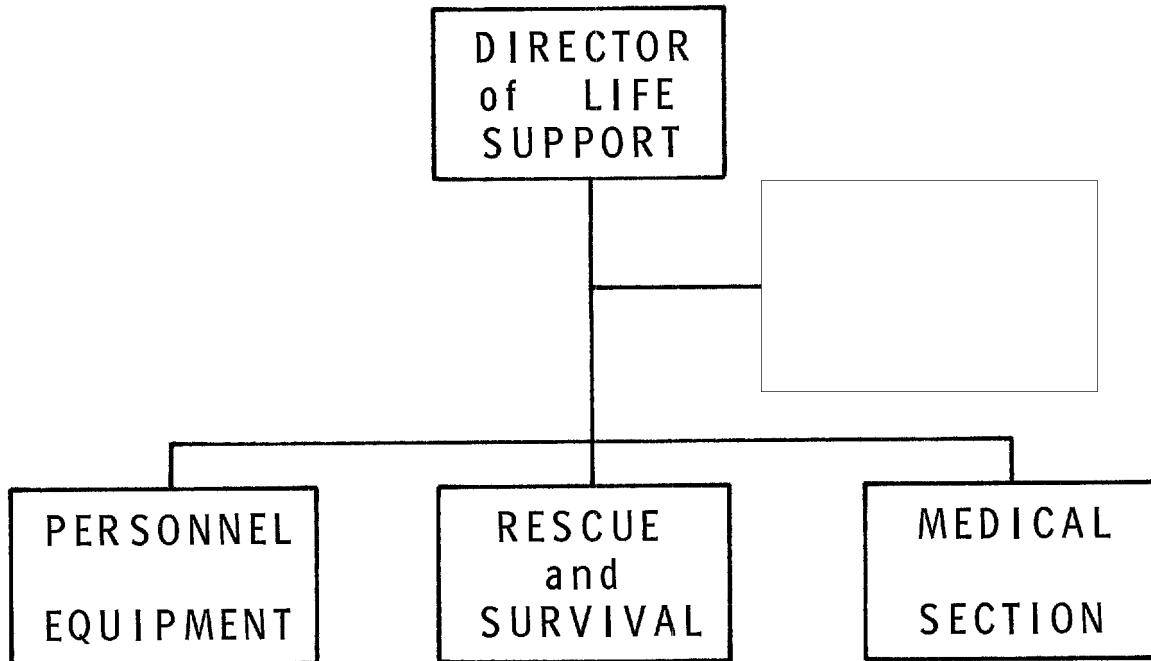 DIRECTOR
of LIFE
SUPPORT
PERSONNEL
EQUIPMENT
RESCUE
and
SURVIVAL
MEDICAL
SECTION